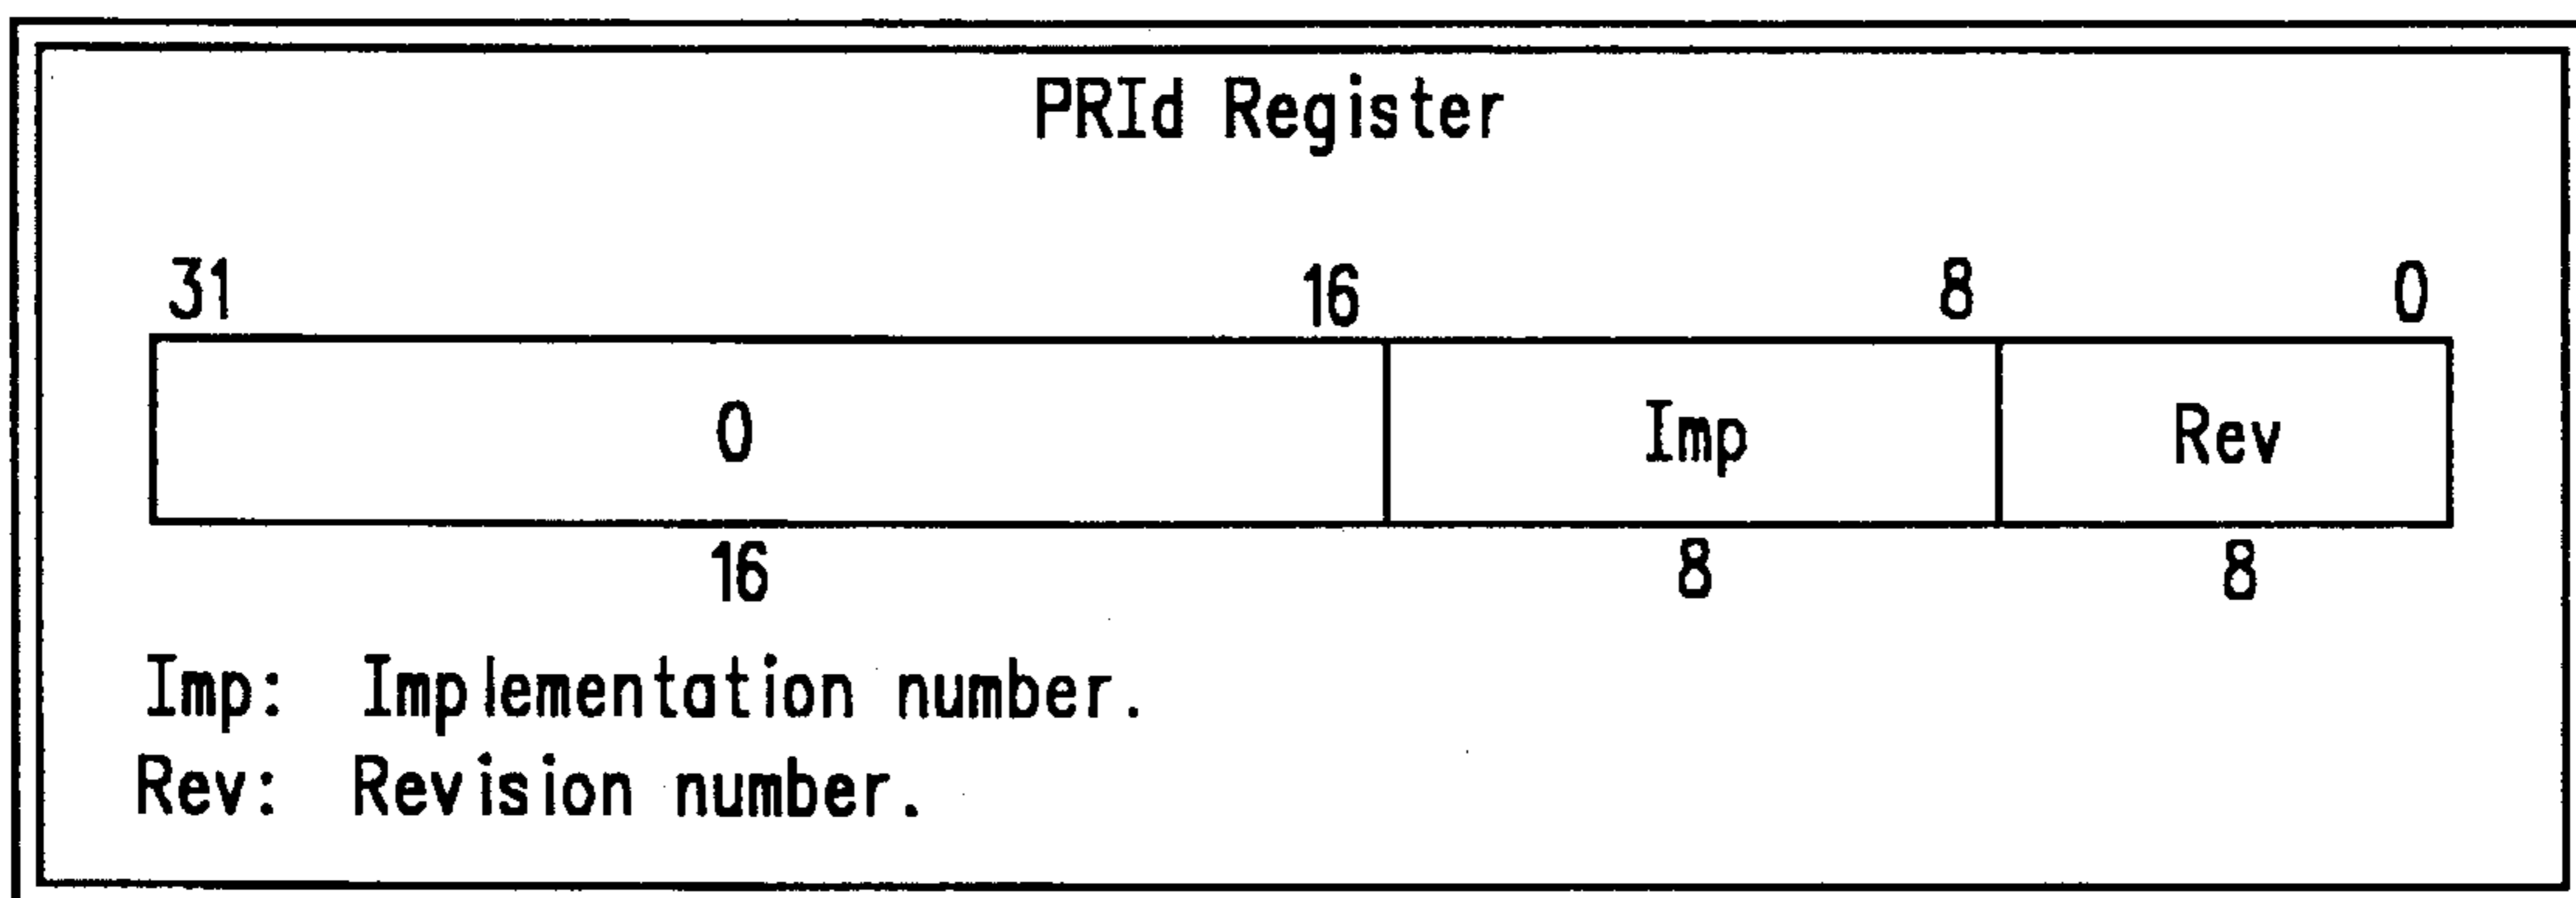 PRId Register
31 16 8 0
0 Imp Rev
16 8 8
Imp: Implementation number.
Rev: Revision number.